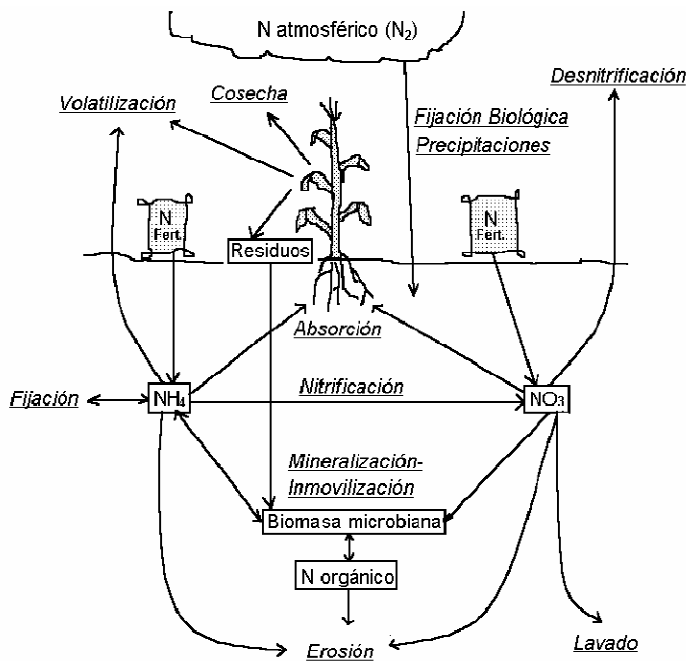 N atmosférico (N₂)
Desnitrificación
Volatilización
Cosecha
Fijación Biológica
Precipitaciones
N
Fert.
N
Fert.
Residuos
Absorción
Fijación
NH₄
Nitrificación
NO₃
Mineralización-
Inmovilización
Biomasa microbiana
N orgánico
Erosión
Lavado